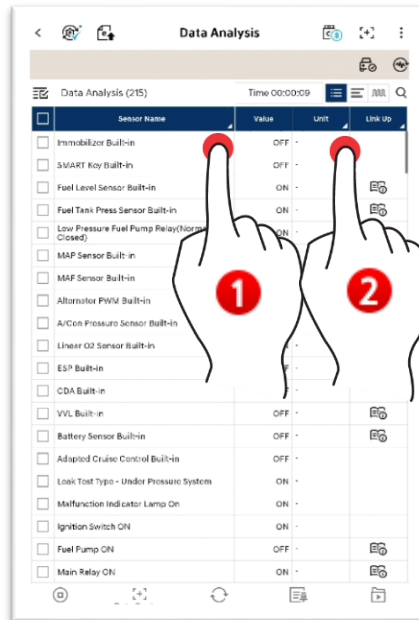 Data Analysis
Data Analysis (215) Time 00:00:09
Sensor Name Value Unit Link Up
Immobilizer Built-in OFF -
SMART Key Built-in OFF -
Fuel Level Sensor Built-in ON -
Fuel Tank Press Sensor Built-in ON -
Low Pressure Fuel Pump Relay(Norma
Closed) ON -
MAP Sensor Built-in
MAF Sensor Built-in
Alternator PWM Built-in
A/Con Pressure Sensor Built-in
Linear O2 Sensor Built-in
ESP Built-in
CDA Built-in
VVL Built-in OFF -
Battery Sensor Built-in OFF -
Adapted Cruise Control Built-in OFF -
Leak Test Type - Under Pressure System ON -
Malfunction Indicator Lamp On ON -
Ignition Switch ON ON -
Fuel Pump ON OFF -
Main Relay ON ON -
1
2